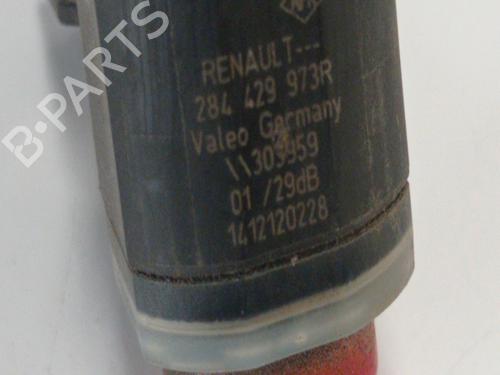 B-PARTS
RENAULT---
284 429 973R
Valeo Germany
\\303959
01 /29dB
1412120228